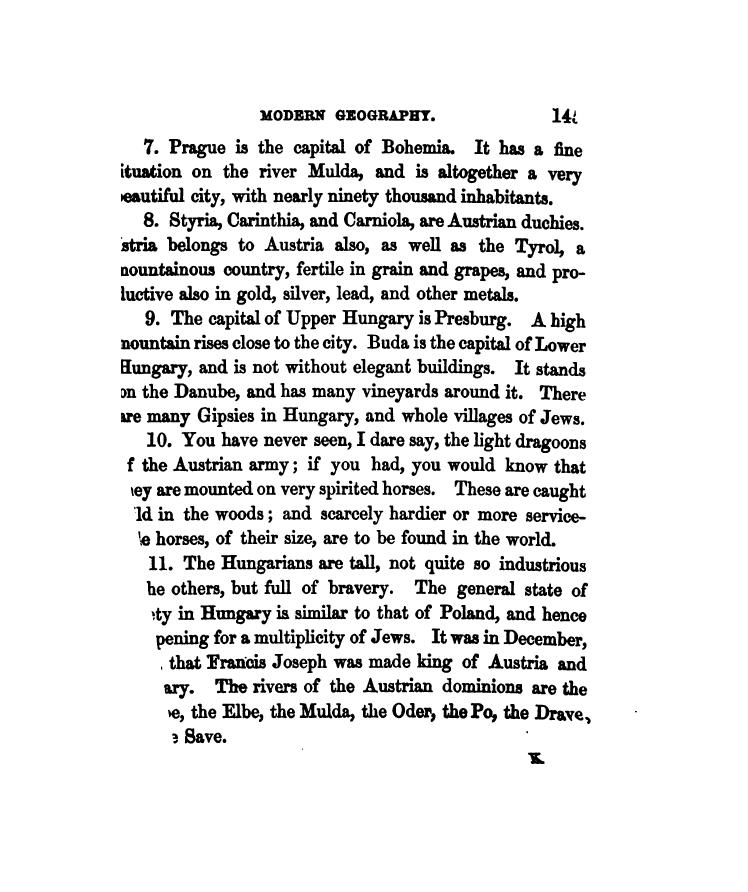 MODERN GEOGRAPHY. 14
7. Prague is the capital of Bohemia. It has a fine
ituation on the river Mulda, and is altogether a very
eautiful city, with nearly ninety thousand inhabitants.
8. Styria, Carinthia, and Carniola, are Austrian duchies.
stria belongs to Austria also, as well as the Tyrol, a
nountainous country, fertile in grain and grapes, and pro-
luctive also in gold, silver, lead, and other metals.
9. The capital of Upper Hungary is Presburg. A high
nountain rises close to the city. Buda is the capital of Lower
Hungary, and is not without elegant buildings. It stands
on the Danube, and has many vineyards around it. There
are many Gipsies in Hungary, and whole villages of Jews.
10. You have never seen, I dare say, the light dragoons
f the Austrian army; if you had, you would know that
ey are mounted on very spirited horses. These are caught
ld in the woods; and scarcely hardier or more service-
le horses, of their size, are to be found in the world.
11. The Hungarians are tall, not quite so industrious
he others, but full of bravery. The general state of
ty in Hungary is similar to that of Poland, and hence
pening for a multiplicity of Jews. It was in December,
, that Francis Joseph was made king of Austria and
ary. The rivers of the Austrian dominions are the
e, the Elbe, the Mulda, the Oder, the Po, the Drave,
Save.
K